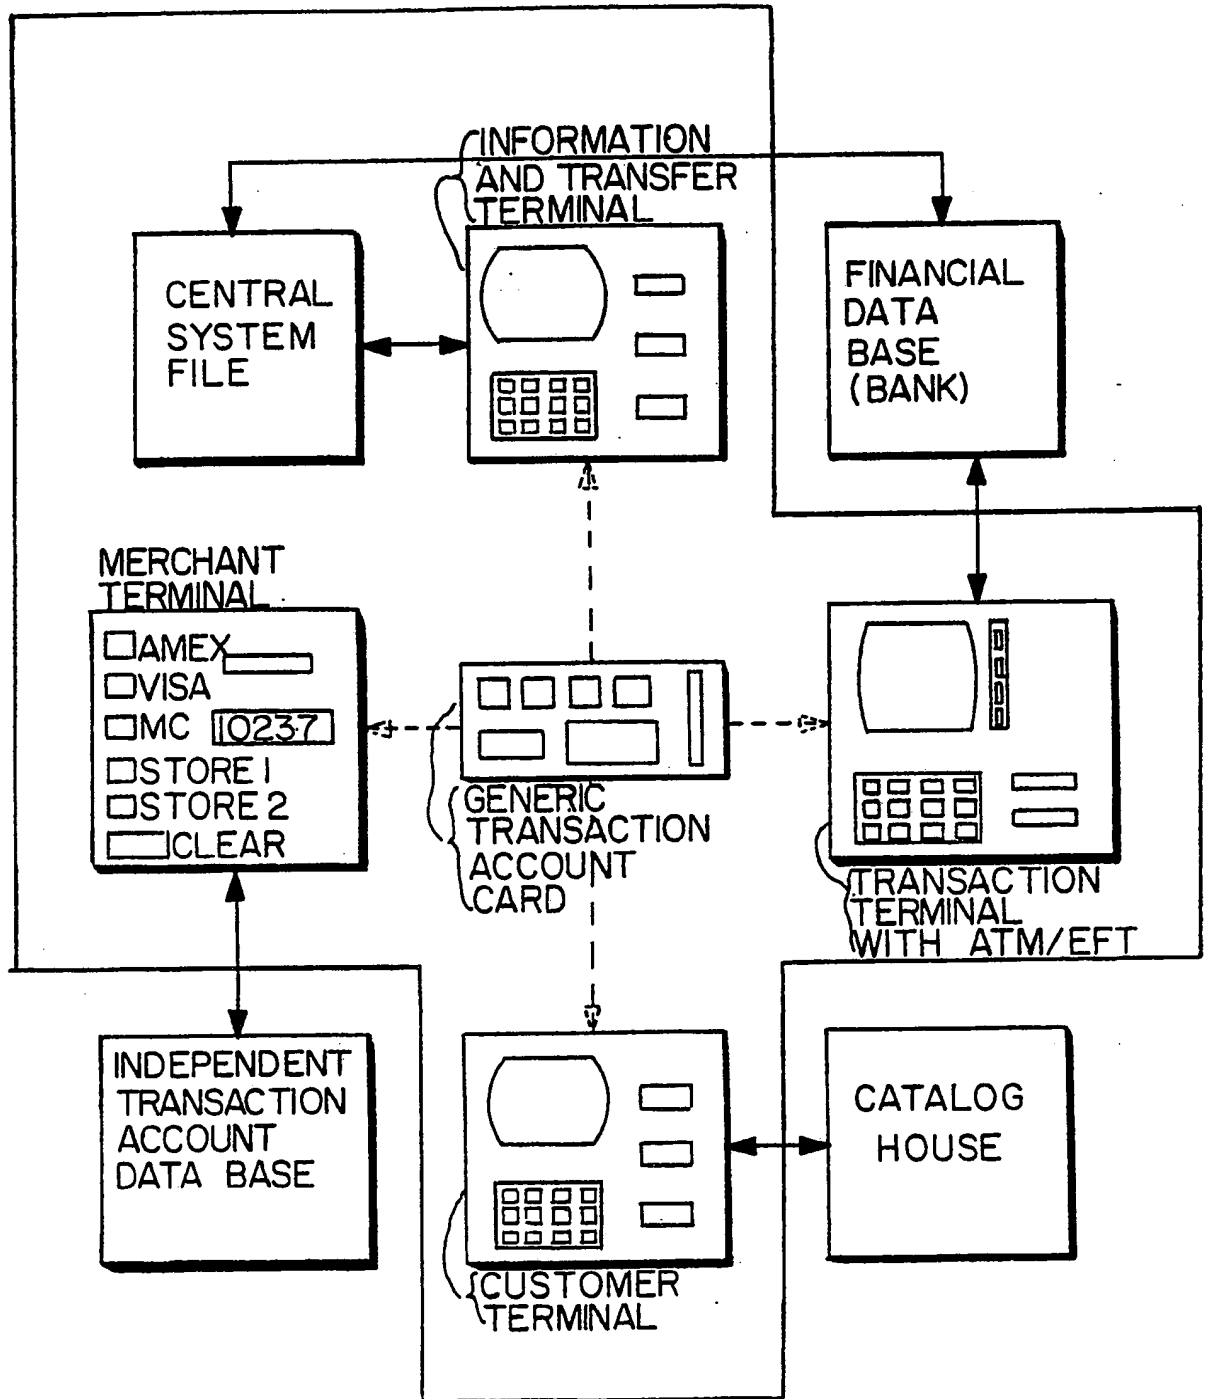 INFORMATION
AND TRANSFER
TERMINAL
CENTRAL
SYSTEM
FILE
FINANCIAL
DATA
BASE
(BANK)
MERCHANT
TERMINAL
AMEX
VISA
MC 10237
STORE 1
STORE 2
CLEAR
GENERIC
TRANSACTION
ACCOUNT
CARD
TRANSACTION
TERMINAL
WITH ATM/EFT
INDEPENDENT
TRANSACTION
ACCOUNT
DATA BASE
CUSTOMER
TERMINAL
CATALOG
HOUSE